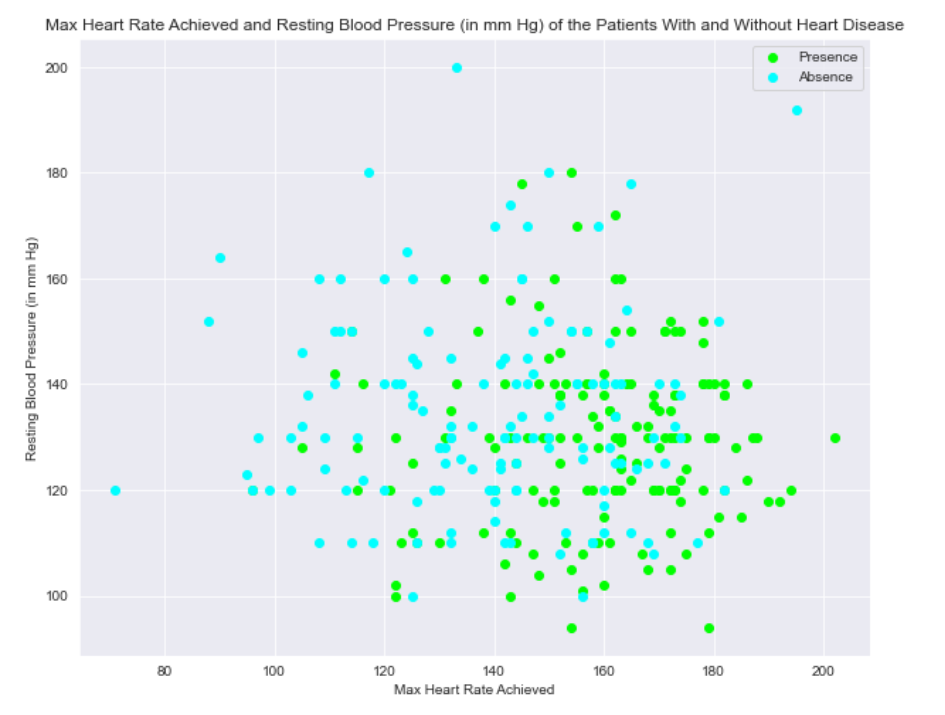 Max Heart Rate Achieved and Resting Blood Pressure (in mm Hg) of the Patients With and Without Heart Disease
Presence
Absence
Resting Blood Pressure (in mm Hg)
200
180
160
140
120
100
80 100 120 140 160 180 200
Max Heart Rate Achieved